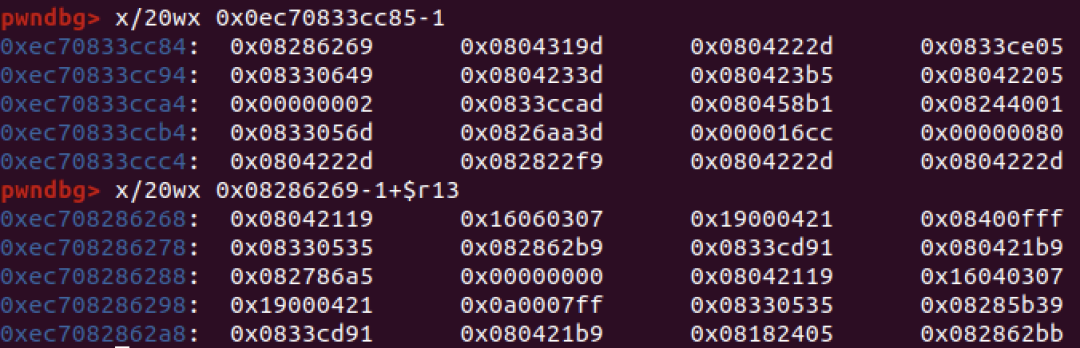 pwndbg> x/20wx 0x0ec70833cc85-1
0xec70833cc84: 0x08286269 0x0804319d 0x0804222d 0x0833ce05
0xec70833cc94: 0x08330649 0x0804233d 0x080423b5 0x08042205
0xec70833cca4: 0x00000002 0x0833ccad 0x080458b1 0x08244001
0xec70833ccb4: 0x0833056d 0x0826aa3d 0x000016cc 0x00000080
0xec70833ccc4: 0x0804222d 0x082822f9 0x0804222d 0x0804222d
pwndbg> x/20wx 0x08286269-1+$r13
0xec708286268: 0x08042119 0x16060307 0x19000421 0x08400fff
0xec708286278: 0x08330535 0x082862b9 0x0833cd91 0x080421b9
0xec708286288: 0x082786a5 0x00000000 0x08042119 0x16040307
0xec708286298: 0x19000421 0x0a0007ff 0x08330535 0x08285b39
0xec7082862a8: 0x0833cd91 0x080421b9 0x08182405 0x082862bb